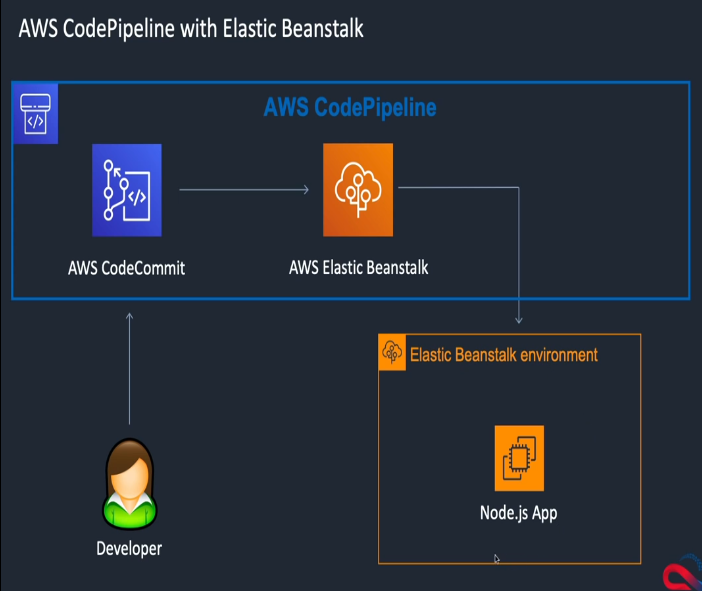 AWS CodePipeline with Elastic Beanstalk
AWS CodePipeline
</>
</>
AWS CodeCommit
AWS Elastic Beanstalk
Elastic Beanstalk environment
Node.js App
Developer